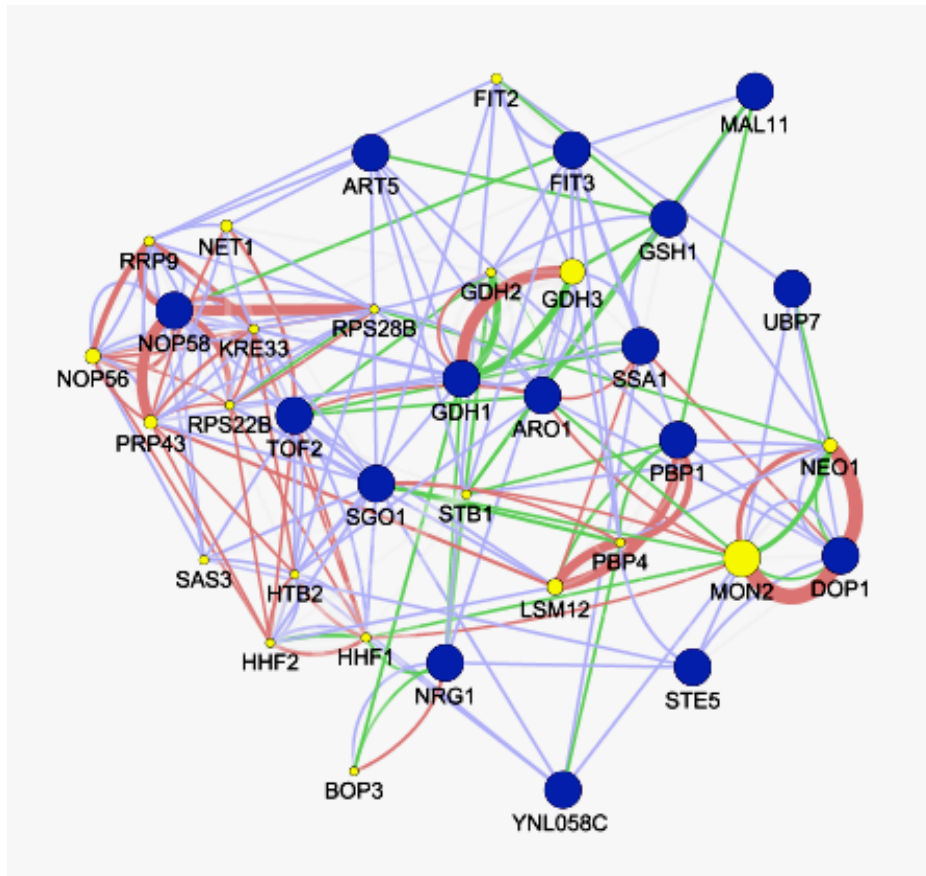 FIT2
MAL11
ART5
FIT3
GSH1
NET1
RRP9
GDH2
GDH3
UBP7
RPS28B
NOP58
KRE33
NOP56
SSA1
GDH1
ARO1
RPS22B
PRP43
TOF2
NEO1
PBP1
SGO1
STB1
PBP4
SAS3
HTB2
LSM12
MON2
DOP1
HHF2
HHF1
NRG1
STE5
BOP3
YNL058C